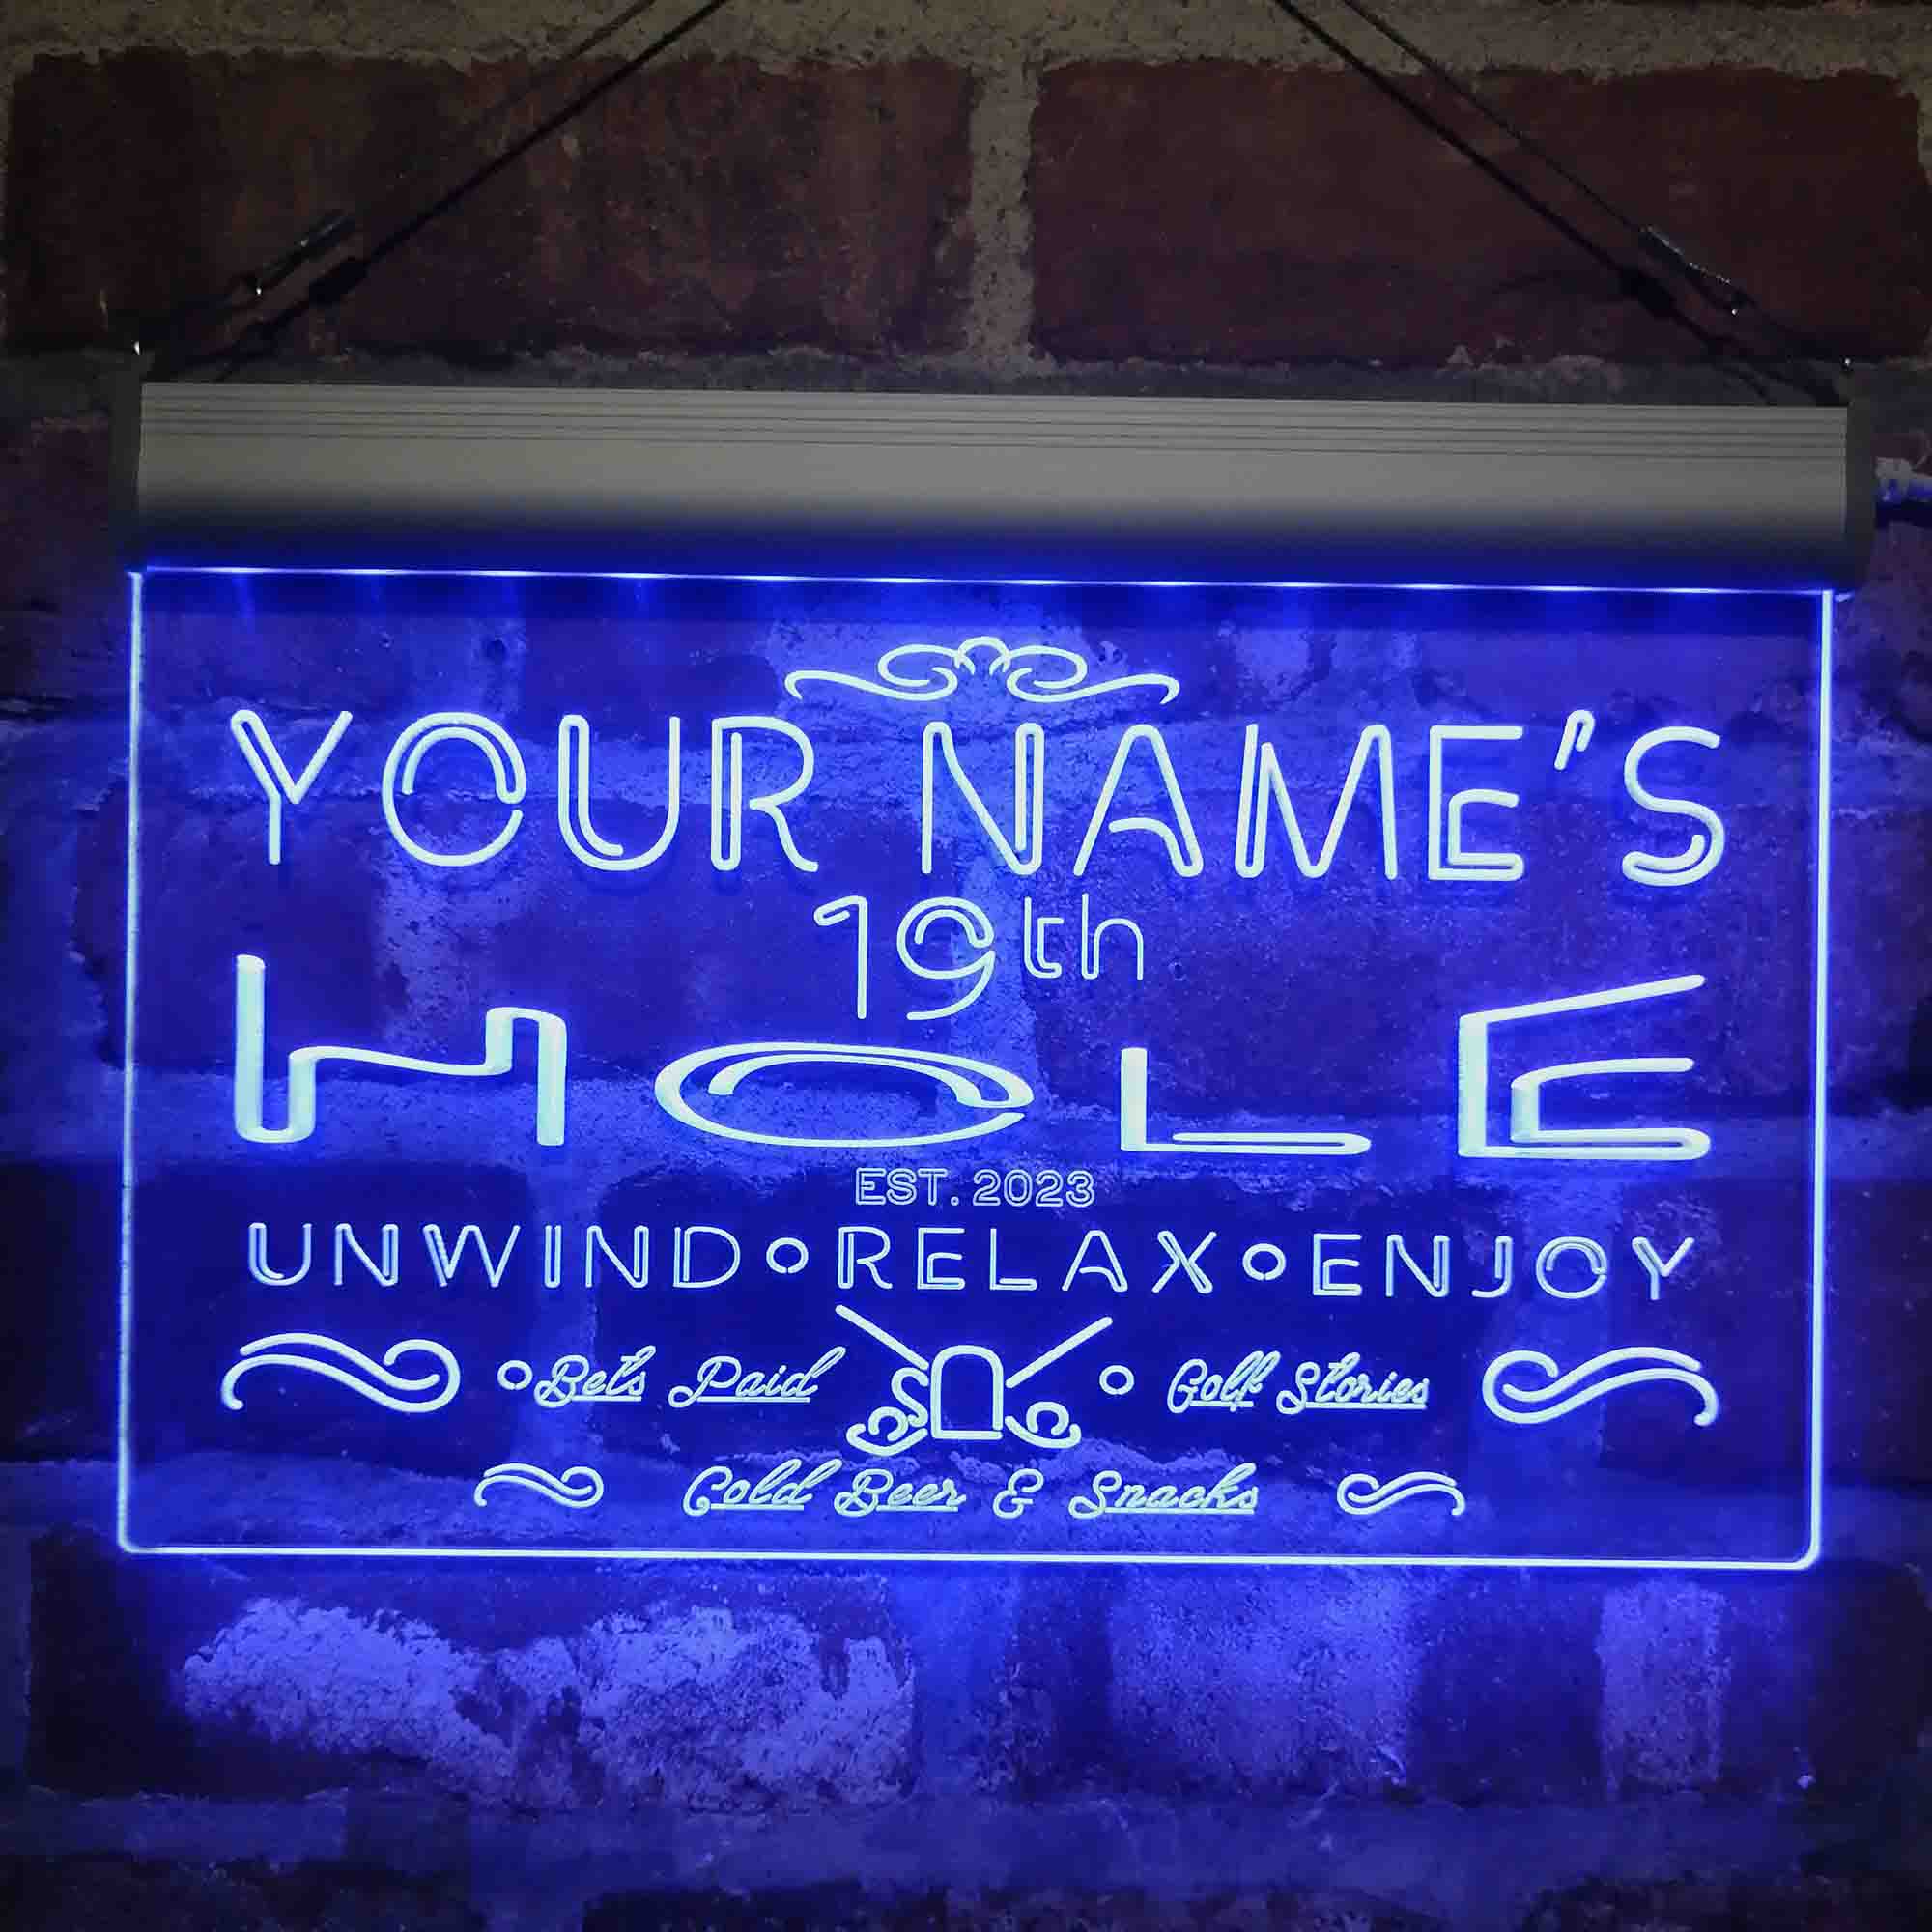 YOUR NAME'S
19th
HOLE
EST. 2023
UNWIND∘RELAX∘ENJOY
∘Bets Paid ∘ Golf Stories
Cold Beer & Snacks